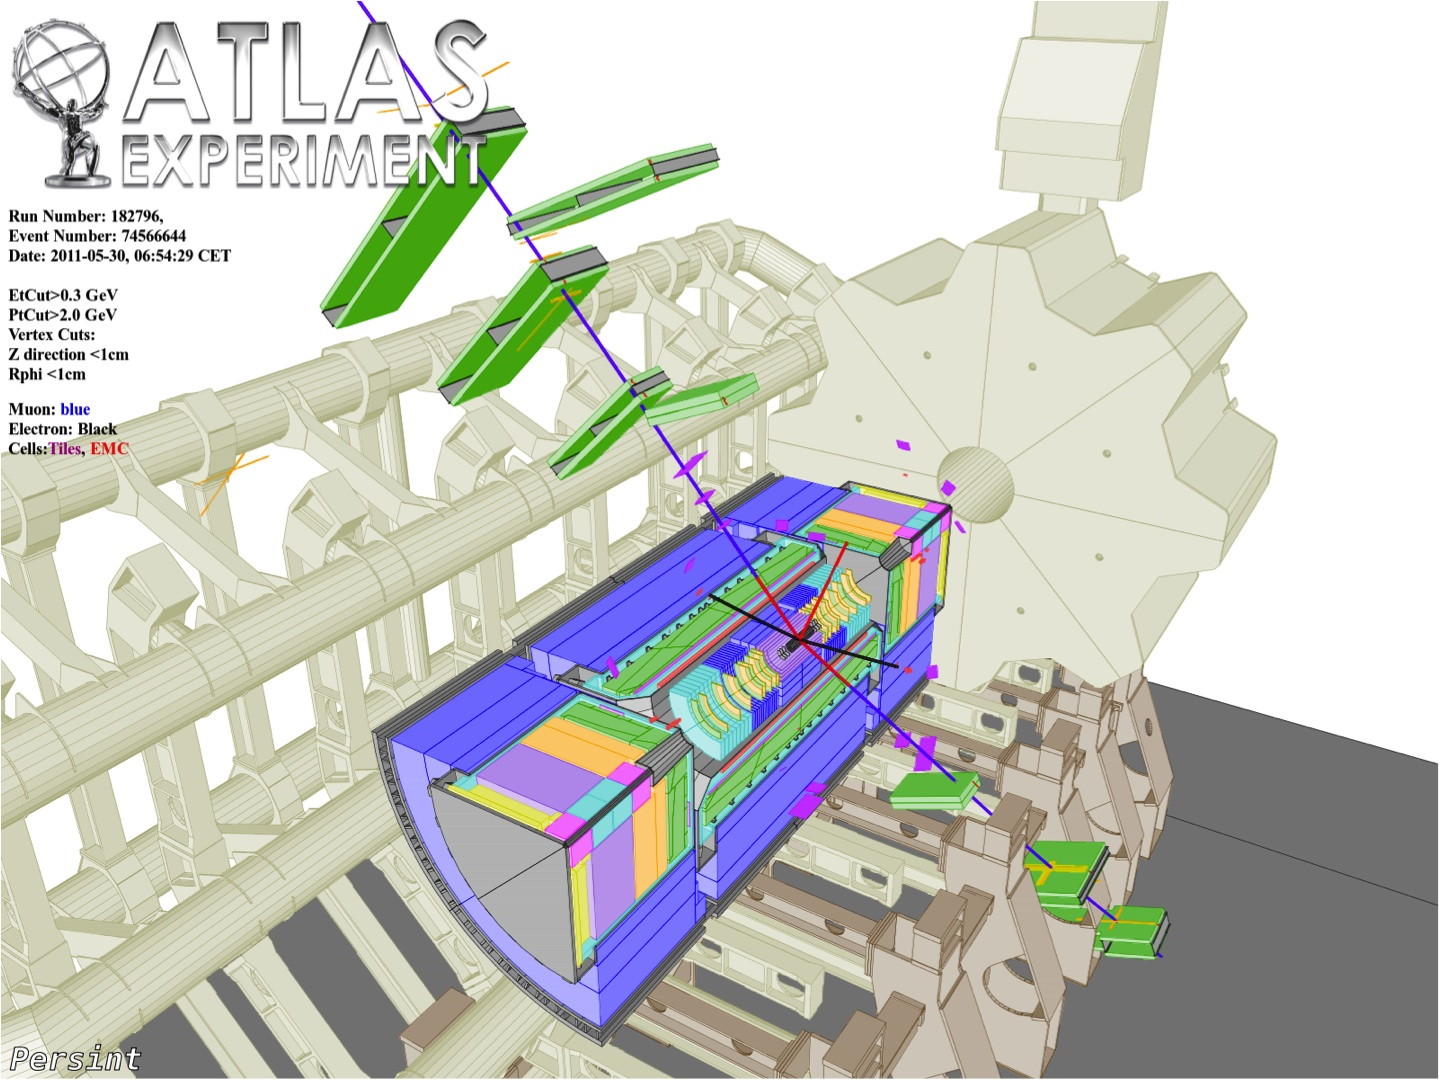 ATLAS
EXPERIMENT
Run Number: 182796,
Event Number: 74566644
Date: 2011-05-30, 06:54:29 CET
EtCut>0.3 GeV
PtCut>2.0 GeV
Vertex Cuts:
Z direction <1cm
Rphi <1cm
Muon: blue
Electron: Black
Cells:Tiles, EMC
Persint